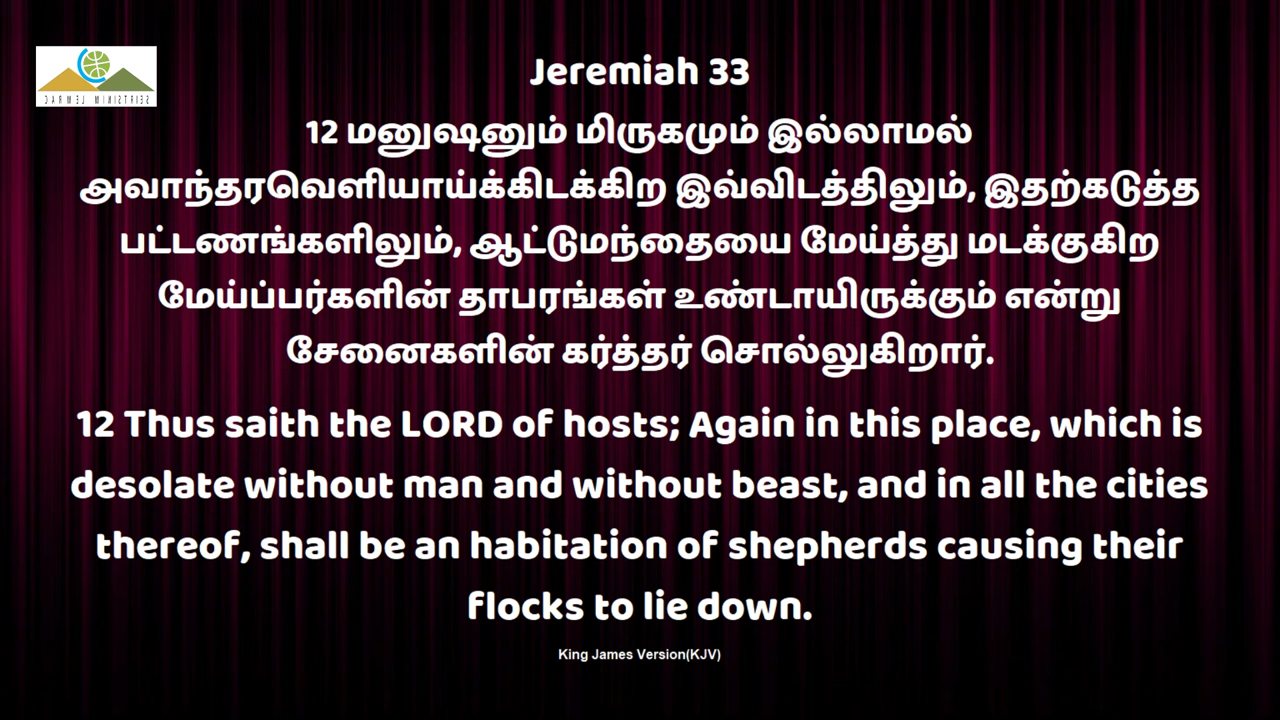 Jeremiah 33
12 மனுஷனும் மிருகமும் இல்லாமல்
அவாந்தரவெளியாய்க்கிடக்கிற இவ்விடத்திலும், இதற்கடுத்த
பட்டணங்களிலும், ஆட்டுமந்தையை மேய்த்து மடக்குகிற
மேய்ப்பர்களின் தாபரங்கள் உண்டாயிருக்கும் என்று
சேனைகளின் கர்த்தர் சொல்லுகிறார்.
12 Thus saith the LORD of hosts; Again in this place, which is
desolate without man and without beast, and in all the cities
thereof, shall be an habitation of shepherds causing their
flocks to lie down.
King James Version(KJV)
CARMEL MINISTRIES